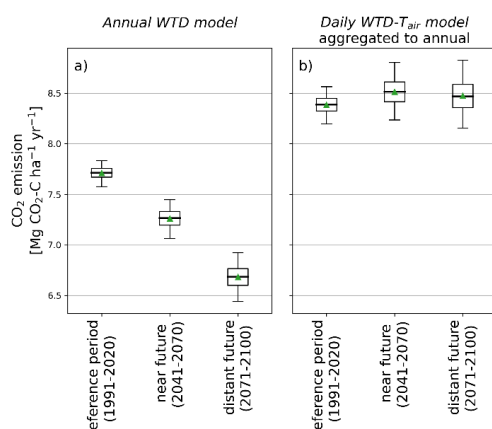 Annual WTD model
Daily WTD-T_air model
aggregated to annual
a)
b)
CO₂ emission
[Mg CO₂-C ha⁻¹ yr⁻¹]
8.5
8.0
7.5
7.0
6.5
eference period
(1991-2020)
near future
(2041-2070)
distant future
(2071-2100)
eference period
(1991-2020)
near future
(2041-2070)
distant future
(2071-2100)